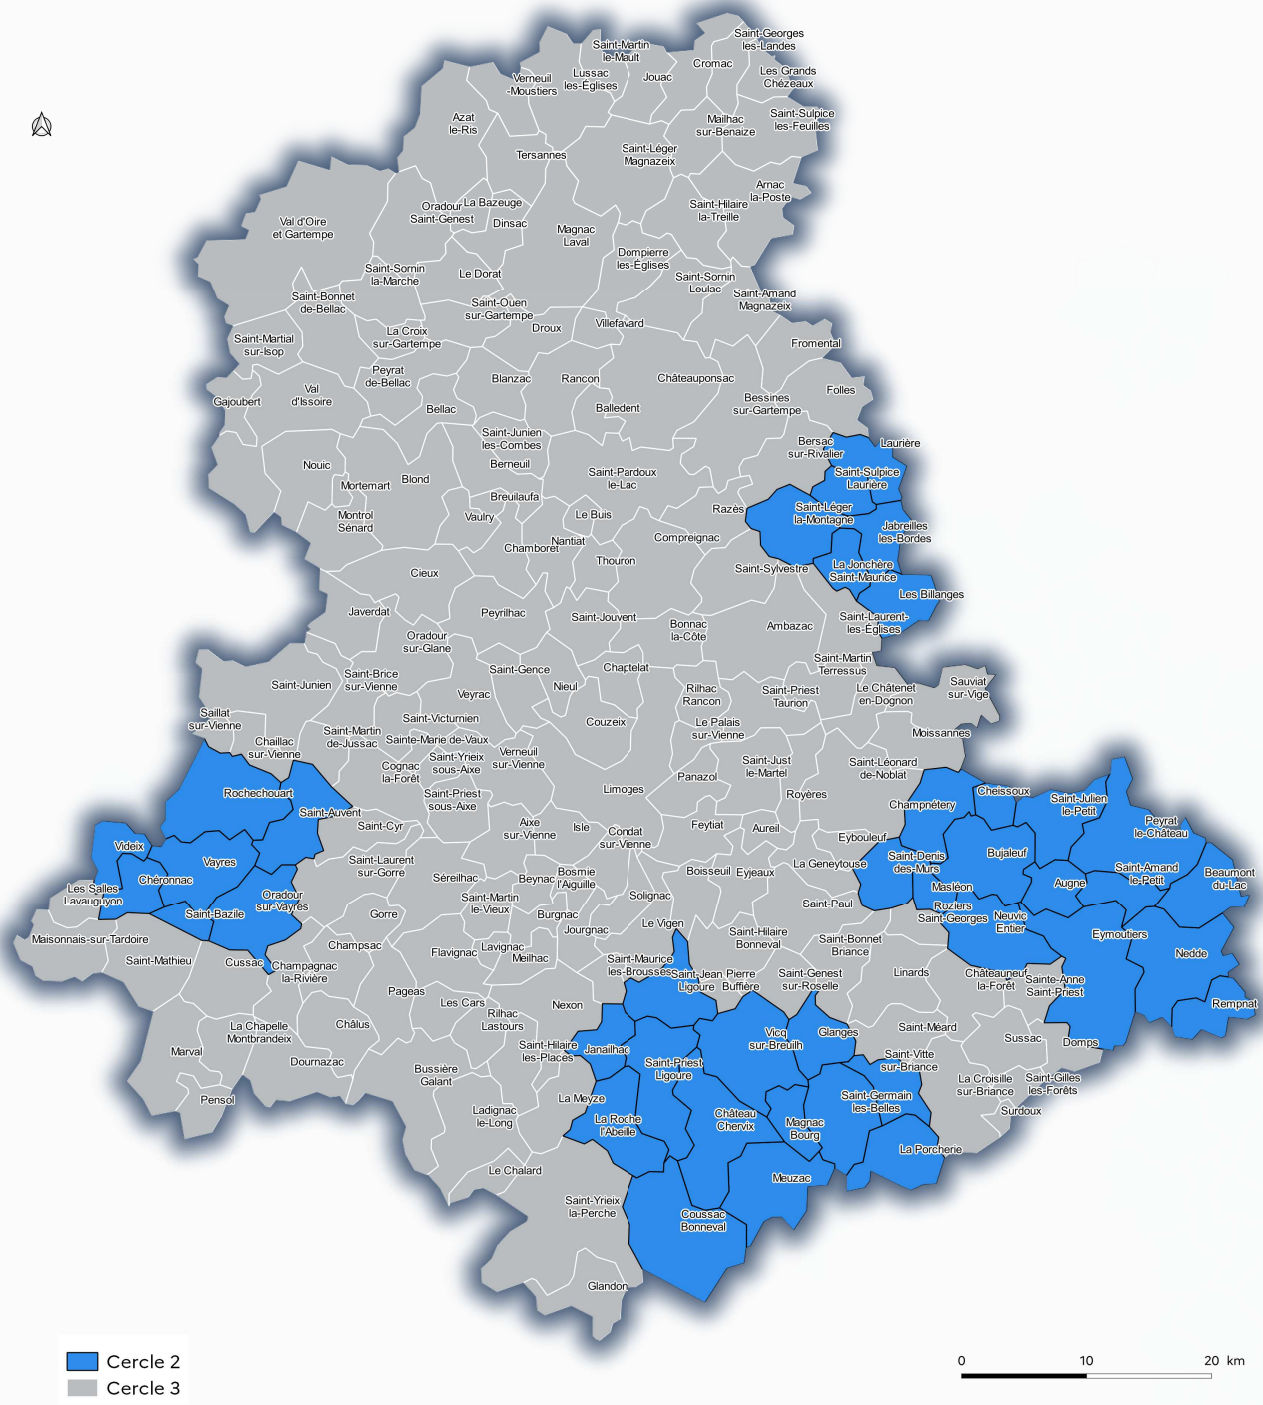 Saint-Georges
les-Landes
Saint-Martin
le-Mault
Cromac
Lussac
les-Églises
Jouac
Les Grands
Chézeaux
Verneuil
-Moustiers
Azat
le-Ris
Mailhac
sur-Benaize
Saint-Sulpice
les-Feuilles
Tersannes
Saint-Léger
Magnazeix
Arnac
la-Poste
Oradour
Saint-Genest
La Bazeuge
Dinsac
Saint-Hilaire
la-Treille
Val d'Oire
et Gartempe
Magnac
Laval
Dompierre
les-Églises
Saint-Sornin
la-Marche
Le Dorat
Saint-Sornin
Leulac
Saint-Amand
Magnazeix
Saint-Bonnet
de-Bellac
Saint-Ouen
sur-Gartempe
Droux
Villefavard
Saint-Martial
sur-Isop
La Croix
sur-Gartempe
Fromental
Peyrat
de-Bellac
Blanzac
Rancon
Châteauponsac
Folles
Gajoubert
Val
d'Issoire
Bellac
Balledent
Bessines
sur-Gartempe
Saint-Junien
les-Combes
Bersac
sur-Rivalier
Laurière
Nouic
Mortemart
Blond
Berneuil
Saint-Pardoux
le-Lac
Saint-Sulpice
Laurière
Breuilaufa
Montrol
Sénard
Vaulry
Le Buis
Razès
Saint-Léger
la-Montagne
Jabreilles
les-Bordes
Chamboret
Nantiat
Compreignac
Thouron
Saint-Sylvestre
La Jonchère
Saint-Maurice
Cieux
Les Billanges
Javerdat
Peyrilhac
Saint-Jouvent
Bonnac
la-Côte
Ambazac
Saint-Laurent-
les-Églises
Oradour
sur-Glane
Saint-Martin
Terressus
Saint-Junien
Saint-Brice
sur-Vienne
Saint-Gence
Chaptelat
Nieul
Veyrac
Rilhac
Rancon
Saint-Priest
Taurion
Le Châtenet
en-Dognon
Sauviat
sur-Vige
Saillat
sur-Vienne
Saint-Victurnien
Couzeix
Le Palais
sur-Vienne
Moissannes
Chaillac
sur-Vienne
Saint-Martin
de-Jussac
Sainte-Marie de-Vaux
Cognac
la-Forêt
Saint-Yrieix
sous-Aixe
Verneuil
sur-Vienne
Panazol
Saint-Just
le-Martel
Saint-Léonard
de-Noblat
Rochechouart
Saint-Auvent
Saint-Priest
sous-Aixe
Limoges
Royères
Champnétery
Cheissoux
Saint-Julien
le-Petit
Peyrat
le-Château
Saint-Cyr
Aixe
sur-Vienne
Isle
Condat
sur-Vienne
Feytiat
Aureil
Eybouleuf
Videix
Vayres
Saint-Laurent
sur-Gorre
Séreilhac
Beynac
Bosmie
l'Aiguille
Boisseuil
Eyjeaux
La Geneytouse
Saint-Denis
des-Murs
Bujaleuf
Saint-Amand
le-Petit
Beaumont
du-Lac
Augne
Masléon
Chéronnac
Les Salles
Lavauguyon
Oradour
sur-Vayres
Saint-Bazile
Gorre
Saint-Martin
le-Vieux
Burgnac
Solignac
Saint-Paul
Roziers
Saint-Georges
Neuvic
Entier
Eymoutiers
Jourgnac
Le Vigen
Maisonnais-sur-Tardoire
Saint-Mathieu
Cussac
Champagnac
la-Rivière
Champsac
Flavignac
Lavignac
Meilhac
Saint-Maurice
les-Brousses
Saint-Hilaire
Bonneval
Saint-Bonnet
Briance
Nedde
Saint-Jean
Ligoure
Pierre
Buffière
Saint-Genest
sur-Roselle
Linards
Châteauneuf
la-Forêt
Sainte-Anne
Saint-Priest
Rempnat
Pageas
Les Cars
Nexon
Rilhac
Lastours
Châlus
La Chapelle
Montbrandeix
Vicq
sur-Breuilh
Glanges
Saint-Méard
Sussac
Domps
Marval
Dournazac
Saint-Hilaire
les-Places
Janailhac
Saint-Priest
Ligoure
Saint-Vitte
sur-Briance
Bussière
Galant
La Croisille
sur-Briance
Saint-Gilles
les-Forêts
Pensol
La Meyze
Ladignac
le-Long
La Roche
l'Abeille
Château
Chervix
Magnac
Bourg
Saint-Germain
les-Belles
Surdoux
La Porcherie
Le Chalard
Meuzac
Saint-Yrieix
la-Perche
Coussac
Bonneval
Glandon
Cercle 2
Cercle 3
0 10 20 km